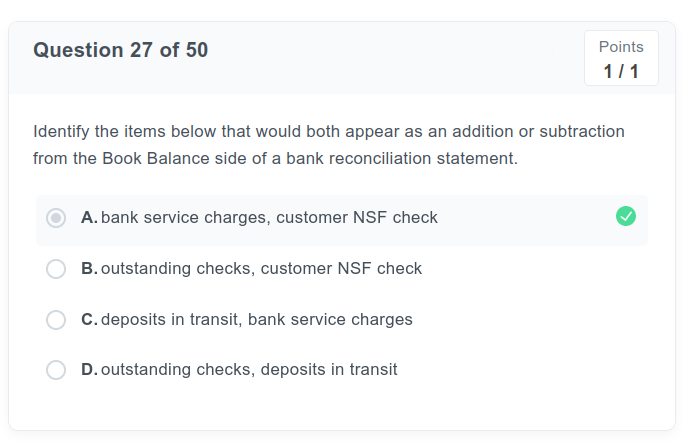 Question 27 of 50
Points
1 / 1
Identify the items below that would both appear as an addition or subtraction
from the Book Balance side of a bank reconciliation statement.
A. bank service charges, customer NSF check
B. outstanding checks, customer NSF check
C. deposits in transit, bank service charges
D. outstanding checks, deposits in transit